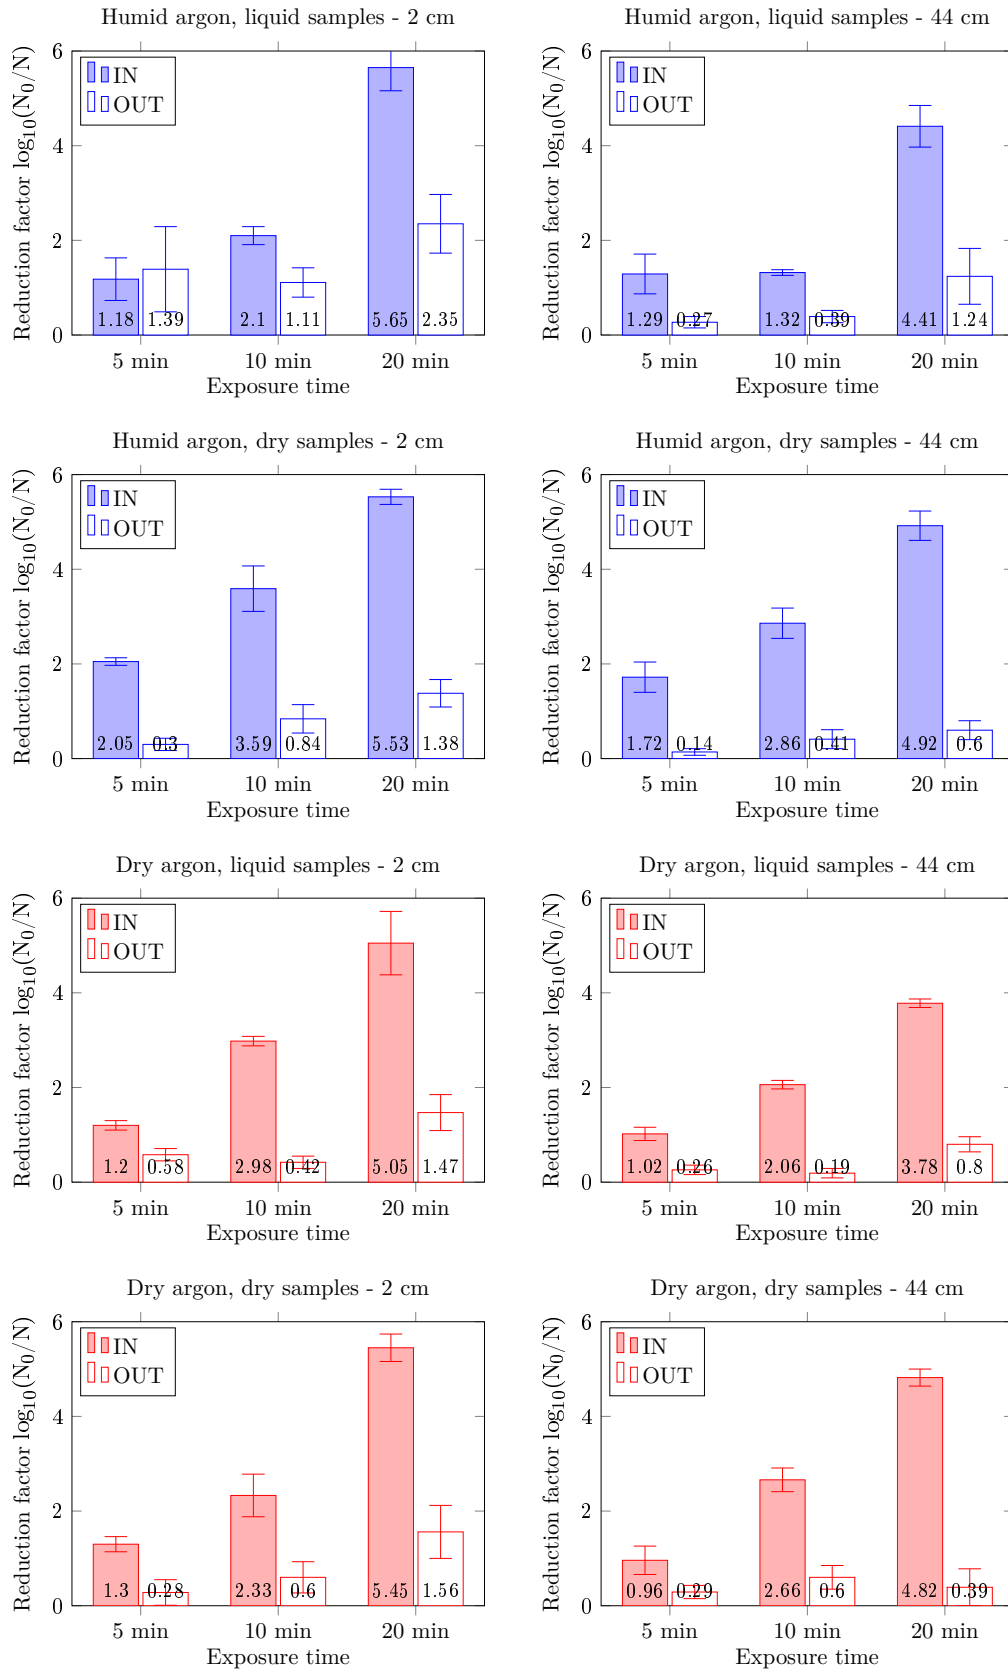 Humid argon, liquid samples - 2 cm
Reduction factor log10(N0/N)
6
4
2
0
IN
OUT
1.18 1.39 2.1 1.11 5.65 2.35
5 min 10 min 20 min
Exposure time
Humid argon, liquid samples - 44 cm
Reduction factor log10(N0/N)
6
4
2
0
IN
OUT
1.29 0.27 1.32 0.39 4.41 1.24
5 min 10 min 20 min
Exposure time
Humid argon, dry samples - 2 cm
Reduction factor log10(N0/N)
6
4
2
0
IN
OUT
2.05 0.3 3.59 0.84 5.53 1.38
5 min 10 min 20 min
Exposure time
Humid argon, dry samples - 44 cm
Reduction factor log10(N0/N)
6
4
2
0
IN
OUT
1.72 0.14 2.86 0.41 4.92 0.6
5 min 10 min 20 min
Exposure time
Dry argon, liquid samples - 2 cm
Reduction factor log10(N0/N)
6
4
2
0
IN
OUT
1.2 0.58 2.98 0.42 5.05 1.47
5 min 10 min 20 min
Exposure time
Dry argon, liquid samples - 44 cm
Reduction factor log10(N0/N)
6
4
2
0
IN
OUT
1.02 0.26 2.06 0.19 3.78 0.8
5 min 10 min 20 min
Exposure time
Dry argon, dry samples - 2 cm
Reduction factor log10(N0/N)
6
4
2
0
IN
OUT
1.3 0.28 2.33 0.6 5.45 1.56
5 min 10 min 20 min
Exposure time
Dry argon, dry samples - 44 cm
Reduction factor log10(N0/N)
6
4
2
0
IN
OUT
0.96 0.29 2.66 0.6 4.82 0.39
5 min 10 min 20 min
Exposure time